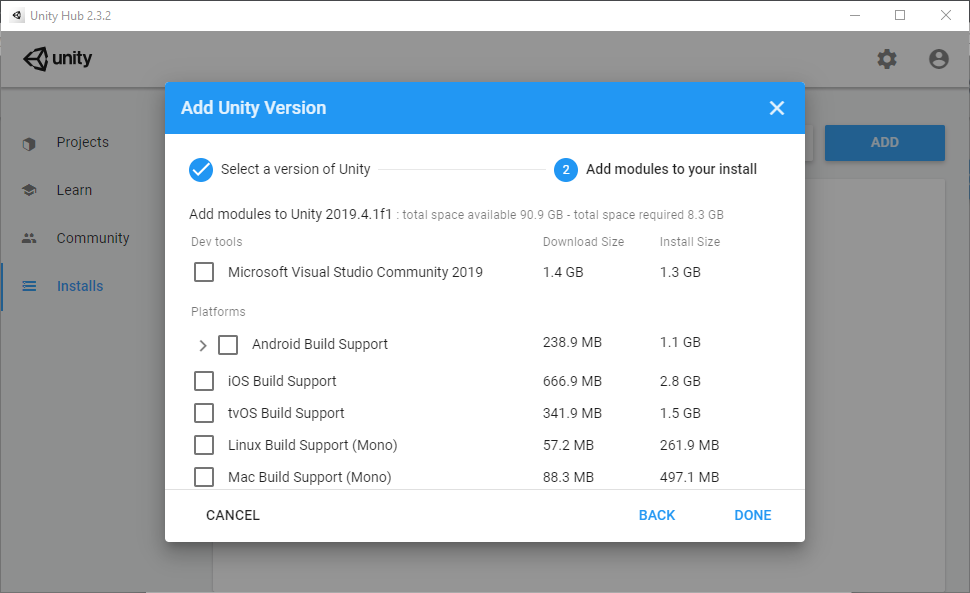 Unity Hub 2.3.2
unity
Projects
Learn
Community
Installs
ADD
Add Unity Version
Select a version of Unity
2 Add modules to your install
Add modules to Unity 2019.4.1f1 : total space available 90.9 GB - total space required 8.3 GB
Dev tools Download Size Install Size
Microsoft Visual Studio Community 2019 1.4 GB 1.3 GB
Platforms
Android Build Support 238.9 MB 1.1 GB
iOS Build Support 666.9 MB 2.8 GB
tvOS Build Support 341.9 MB 1.5 GB
Linux Build Support (Mono) 57.2 MB 261.9 MB
Mac Build Support (Mono) 88.3 MB 497.1 MB
CANCEL BACK DONE